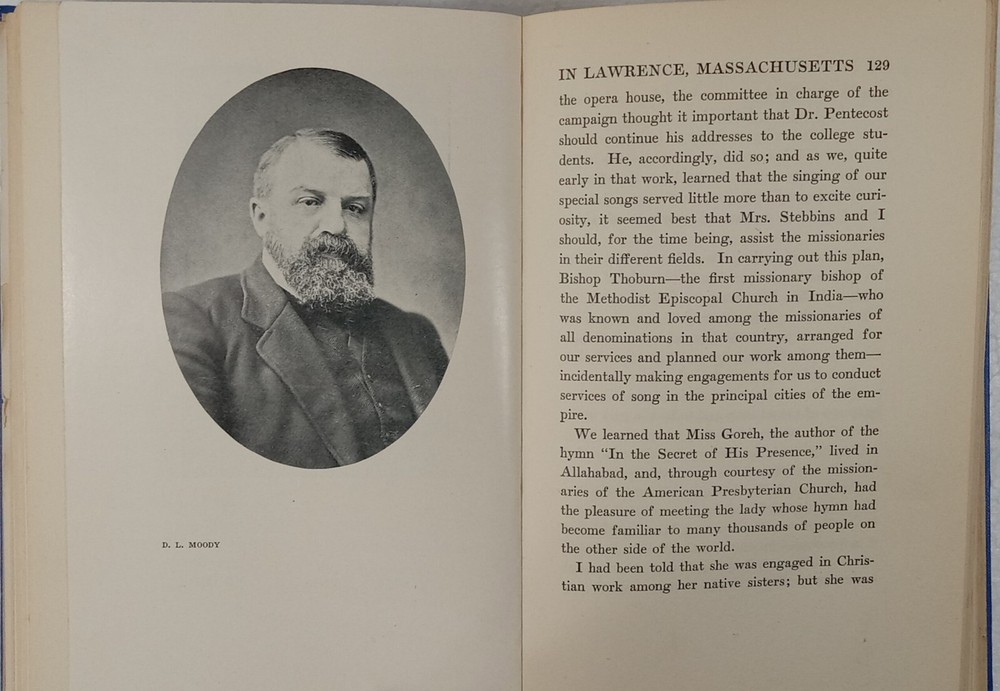 D. L. MOODY
IN LAWRENCE, MASSACHUSETTS 129
the opera house, the committee in charge of the
campaign thought it important that Dr. Pentecost
should continue his addresses to the college stu-
dents. He, accordingly, did so; and as we, quite
early in that work, learned that the singing of our
special songs served little more than to excite curi-
osity, it seemed best that Mrs. Stebbins and I
should, for the time being, assist the missionaries
in their different fields. In carrying out this plan,
Bishop Thoburn—the first missionary bishop of
the Methodist Episcopal Church in India—who
was known and loved among the missionaries of
all denominations in that country, arranged for
our services and planned our work among them—
incidentally making engagements for us to conduct
services of song in the principal cities of the em-
pire.
We learned that Miss Goreh, the author of the
hymn "In the Secret of His Presence," lived in
Allahabad, and, through courtesy of the mission-
aries of the American Presbyterian Church, had
the pleasure of meeting the lady whose hymn had
become familiar to many thousands of people on
the other side of the world.
I had been told that she was engaged in Chris-
tian work among her native sisters; but she was